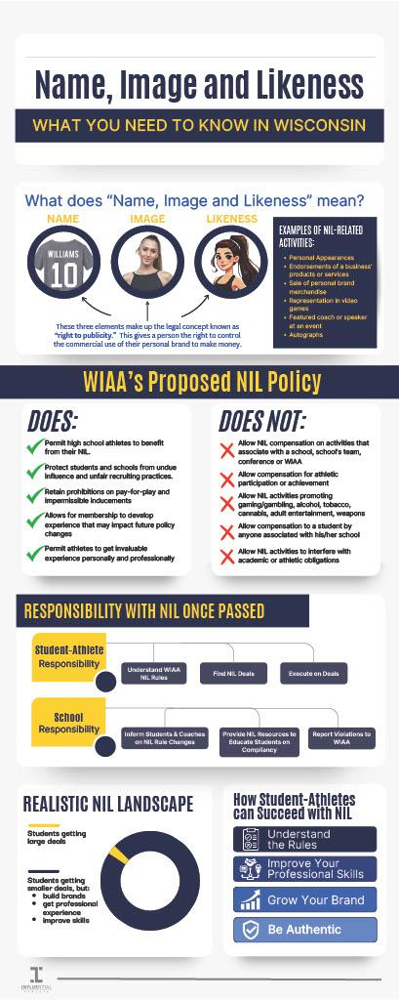 Name, Image and Likeness
WHAT YOU NEED TO KNOW IN WISCONSIN
What does “Name, Image and Likeness” mean?
NAME
IMAGE
LIKENESS
WILLIAMS
10
These three elements make up the legal concept known as
“right to publicity.” This gives a person the right to control
the commercial use of their personal brand to make money.
EXAMPLES OF NIL-RELATED
ACTIVITIES:
• Personal Appearances
• Endorsements of a business'
products or services
• Sale of personal brand
merchandise
• Representation in video
games
• Featured coach or speaker
at an event
• Autographs
WIAA's Proposed NIL Policy
DOES:
Permit high school athletes to benefit
from their NIL.
Protect students and schools from undue
influence and unfair recruiting practices.
Retain prohibitions on pay-for-play and
impermissible inducements
Allows for membership to develop
experience that may impact future policy
changes
Permit athletes to get invaluable
experience personally and professionally
DOES NOT:
Allow NIL compensation on activities that
associate with a school, school's team,
conference or WIAA
Allow compensation for athletic
participation or achievement
Allow NIL activities promoting
gaming/gambling, alcohol, tobacco,
cannabis, adult entertainment, weapons
Allow compensation to a student by
anyone associated with his/her school
Allow NIL activities to interfere with
academic or athletic obligations
RESPONSIBILITY WITH NIL ONCE PASSED
Student-Athlete
Responsibility
Understand WIAA
NIL Rules
Find NIL Deals
Execute on Deals
School
Responsibility
Inform Students & Coaches
on NIL Rule Changes
Provide NIL Resources to
Educate Students on
Compliancy
Report Violations to
WIAA
REALISTIC NIL LANDSCAPE
Students getting
large deals
Students getting
smaller deals, but:
• build brands
• get professional
experience
• improve skills
How Student-Athletes
can Succeed with NIL
Understand
the Rules
Improve Your
Professional Skills
Grow Your Brand
Be Authentic
INFLUENTIAL